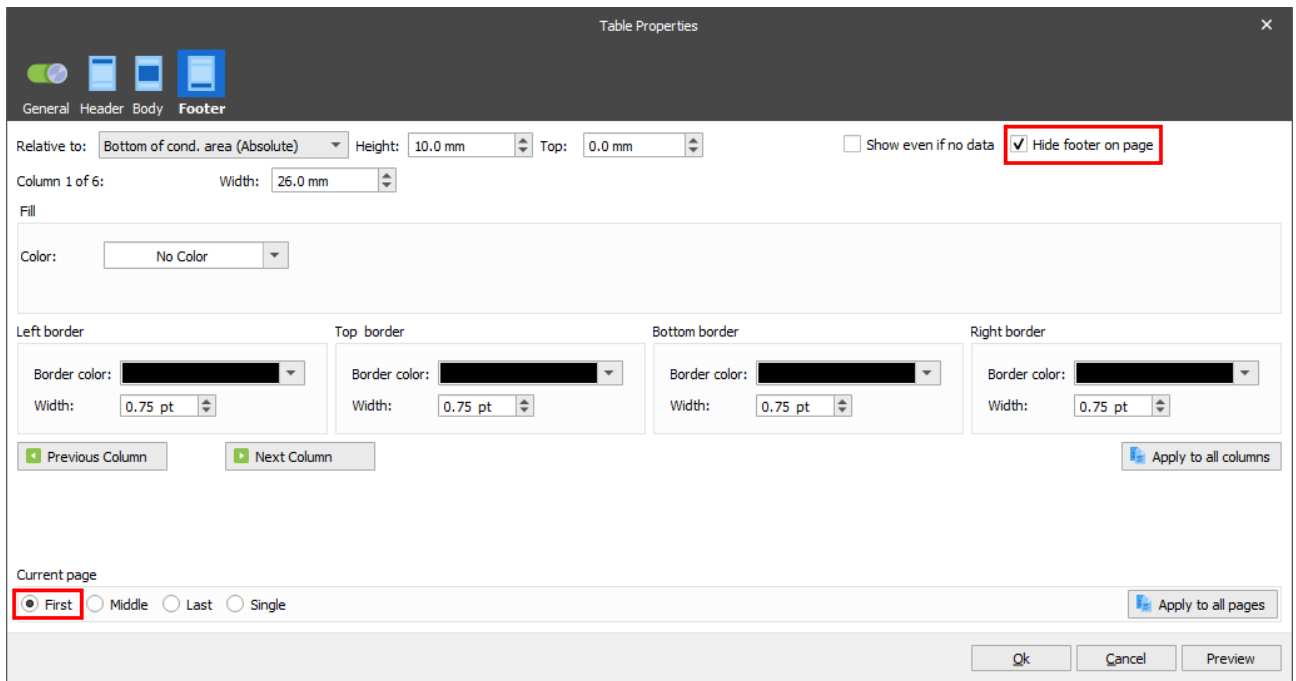 Table Properties
General Header Body Footer
Relative to: Bottom of cond. area (Absolute) Height: 10.0 mm Top: 0.0 mm Show even if no data Hide footer on page
Column 1 of 6: Width: 26.0 mm
Fill
Color: No Color
Left border Top border Bottom border Right border
Border color: Border color: Border color: Border color:
Width: 0.75 pt Width: 0.75 pt Width: 0.75 pt Width: 0.75 pt
Previous Column Next Column Apply to all columns
Current page
First Middle Last Single Apply to all pages
Ok Cancel Preview